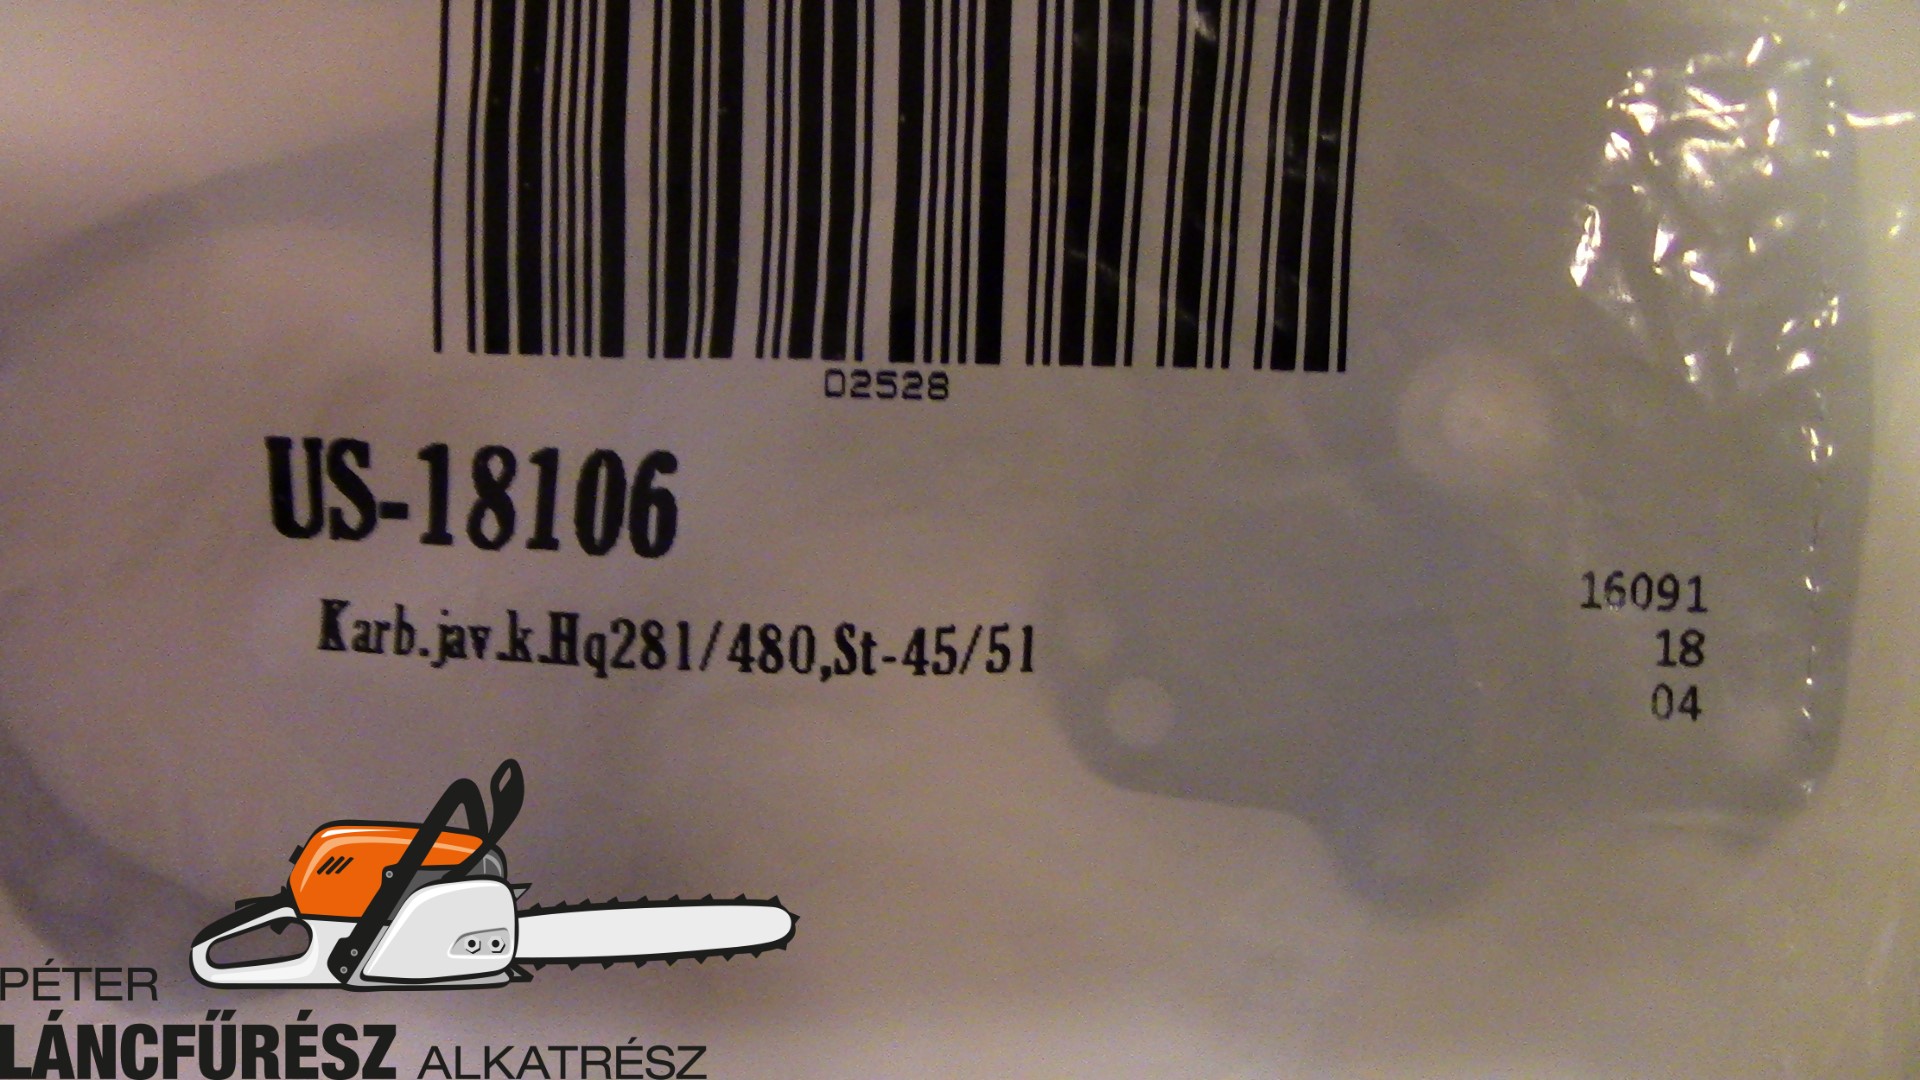 02528
US-18106
Karb.jav.k.Hq281/480,St-45/51
16091
18
04
PÉTER
LÁNCFŰRÉSZ ALKATRÉSZ